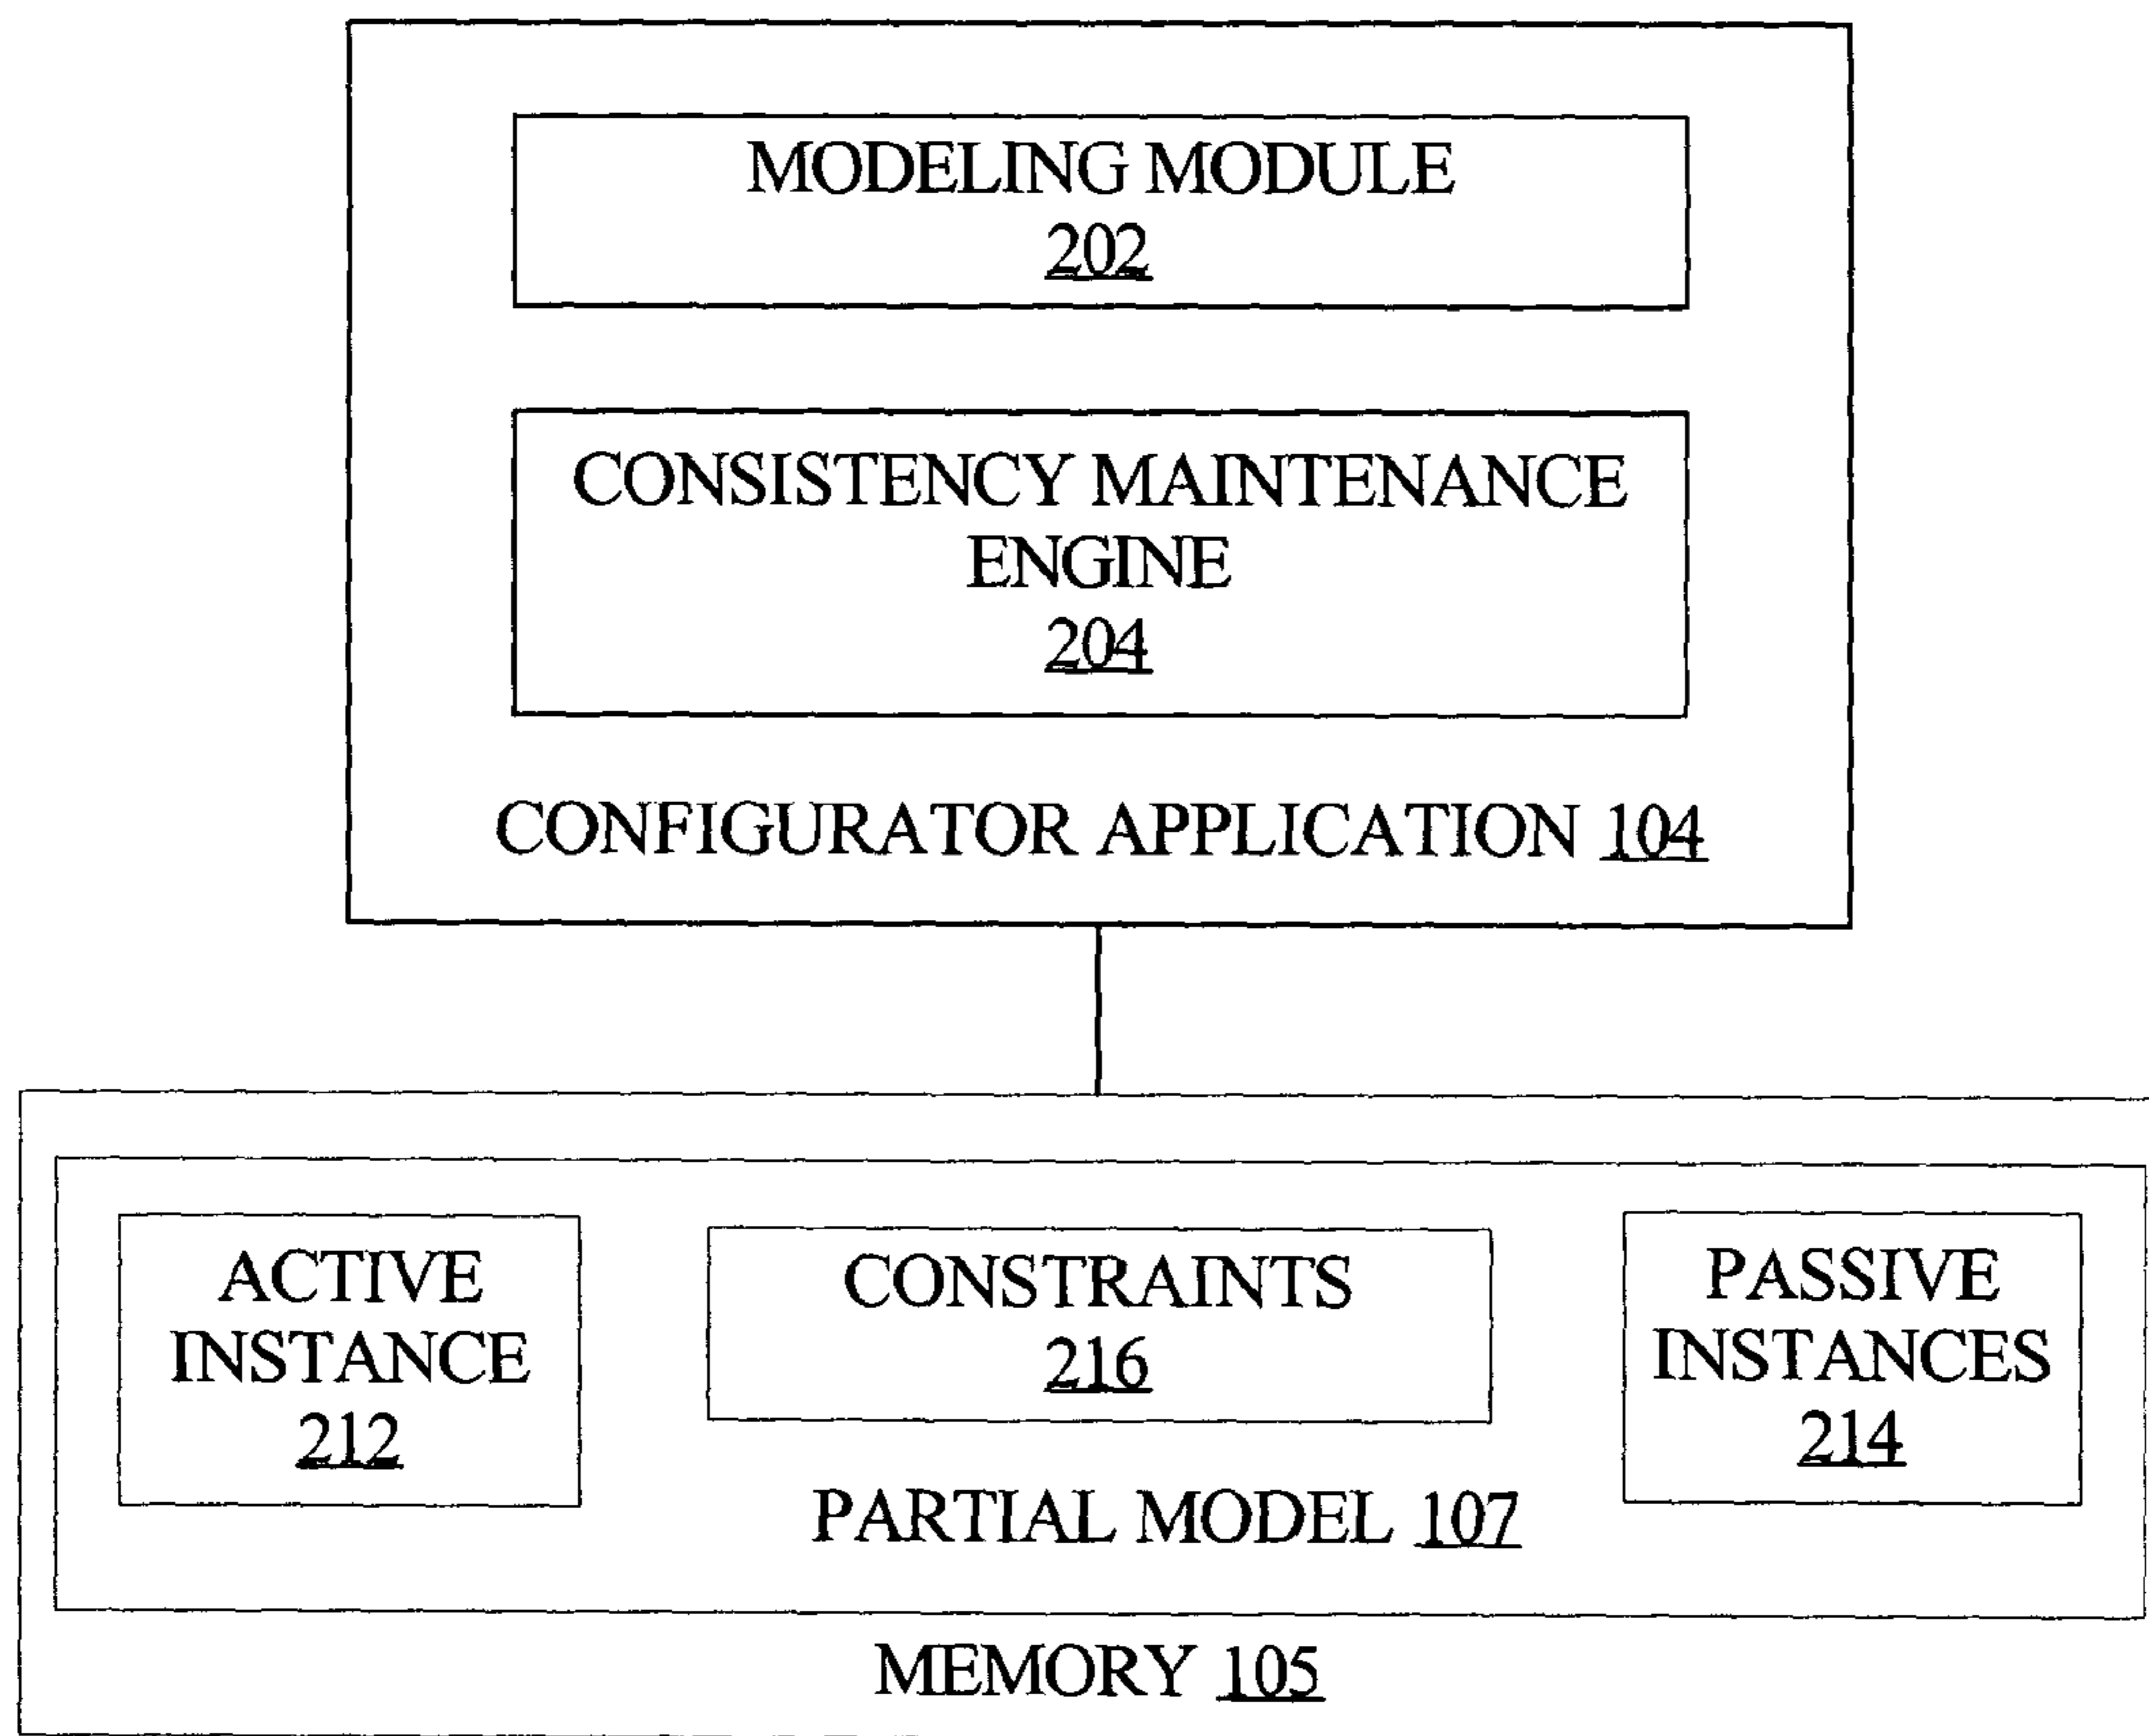 MODELING MODULE
202
CONSISTENCY MAINTENANCE
ENGINE
204
CONFIGURATOR APPLICATION 104
ACTIVE
INSTANCE
212
CONSTRAINTS
216
PASSIVE
INSTANCES
214
PARTIAL MODEL 107
MEMORY 105